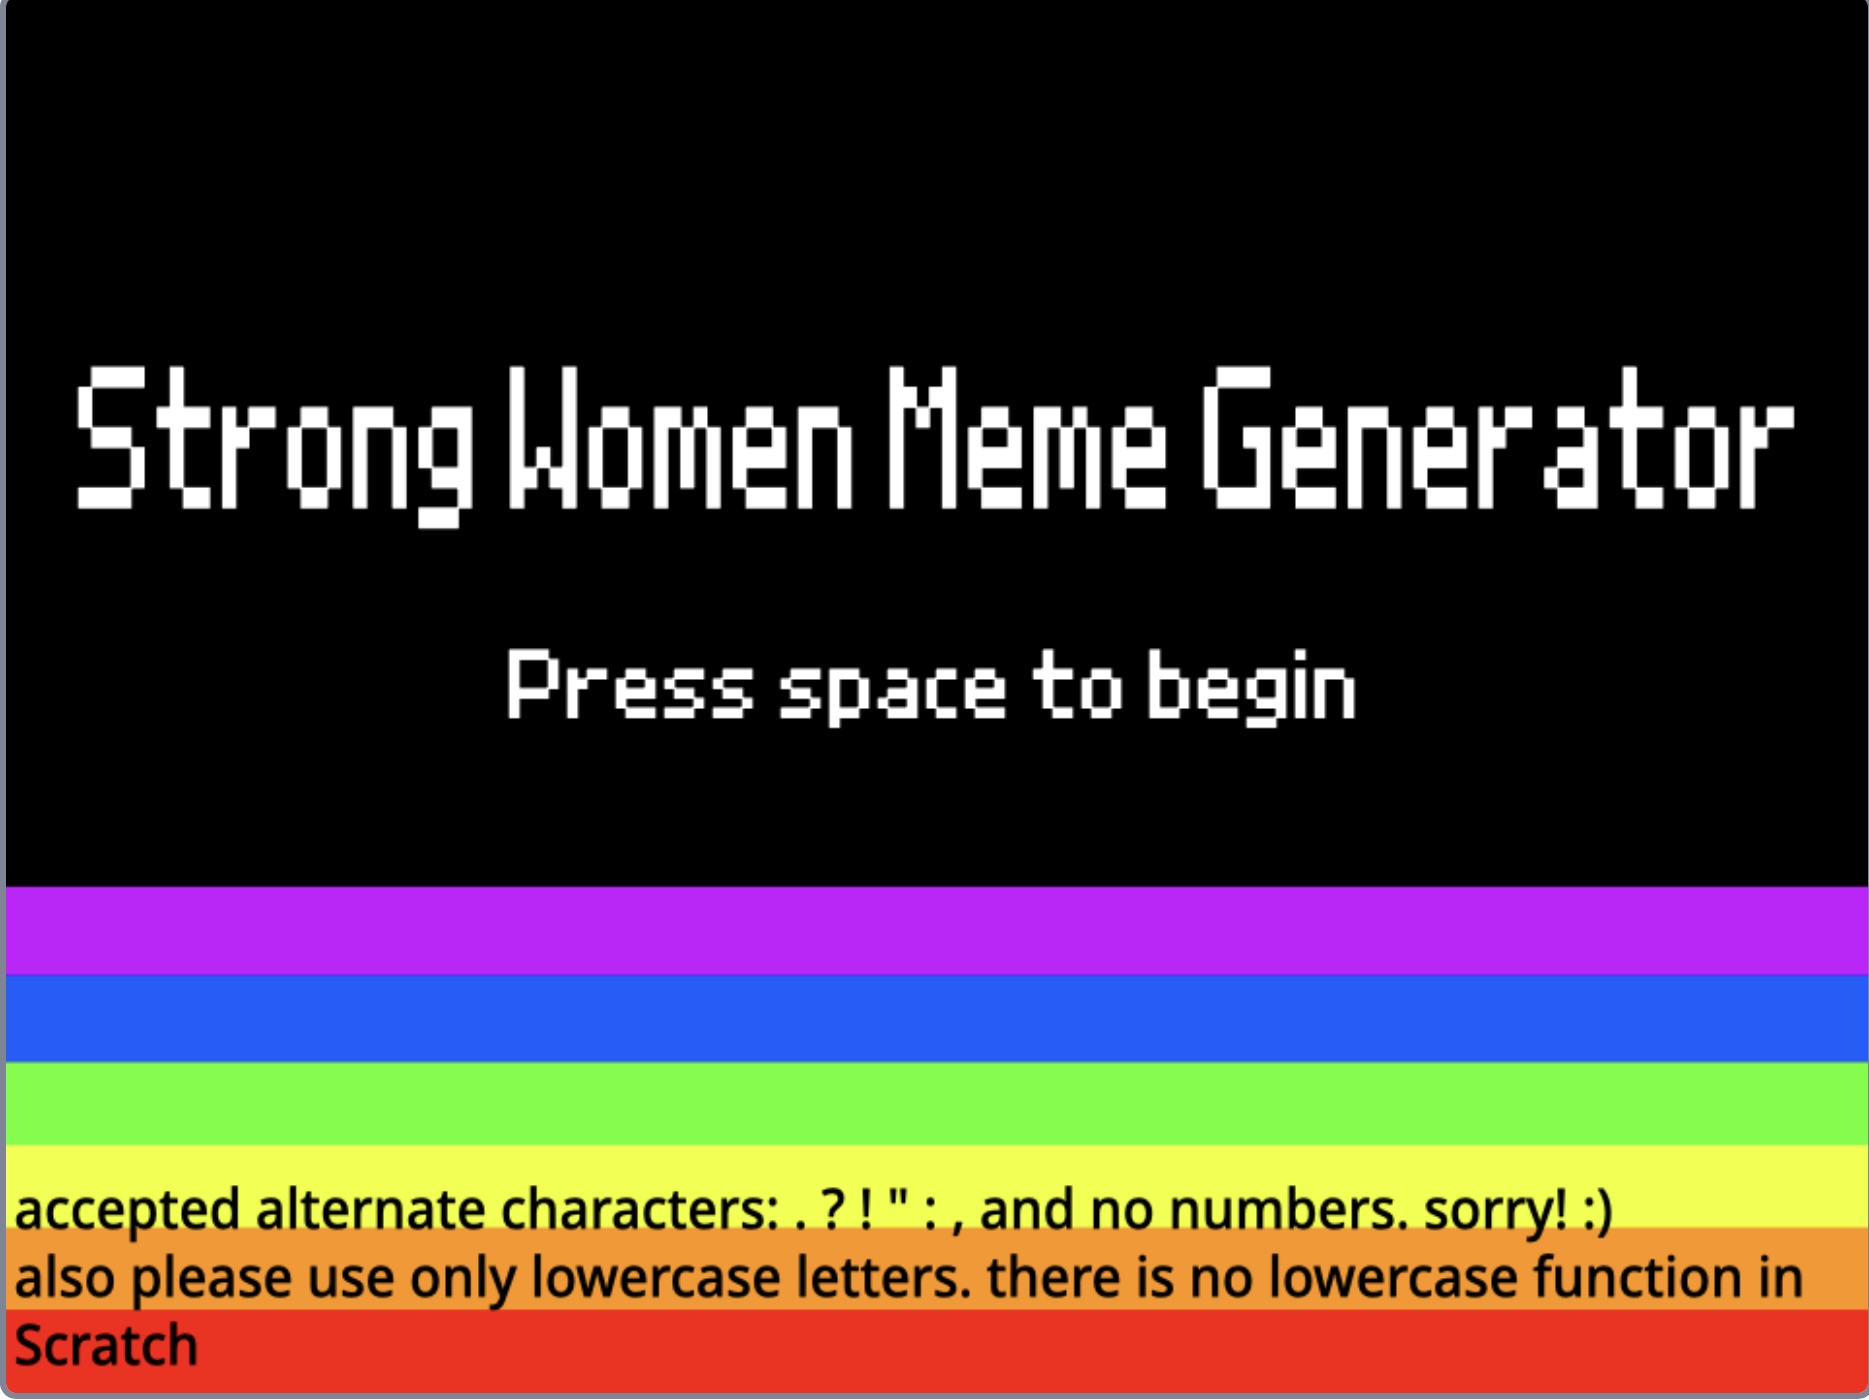 Strong Women Meme Generator
Press space to begin
accepted alternate characters: . ? ! " : , and no numbers. sorry! :)
also please use only lowercase letters. there is no lowercase function in
Scratch